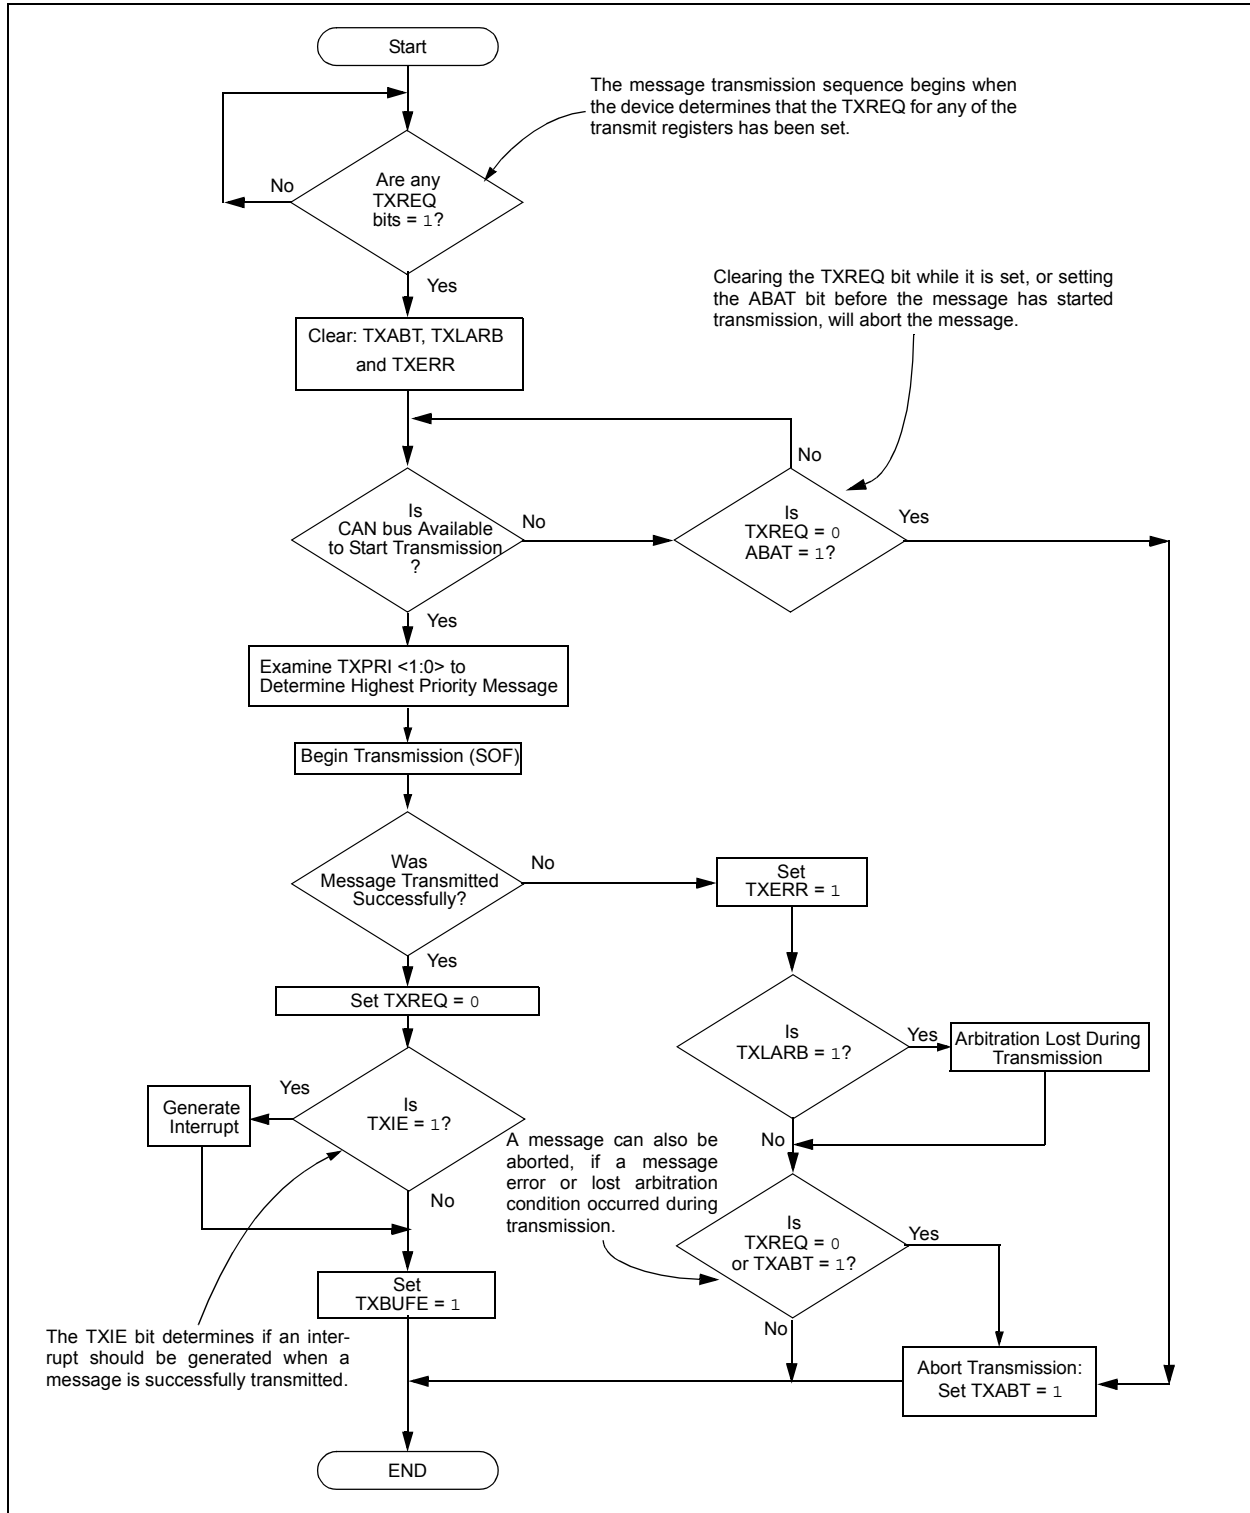 Start
The message transmission sequence begins when
the device determines that the TXREQ for any of the
transmit registers has been set.
Are any
TXREQ
bits = 1?
No
Yes
Clearing the TXREQ bit while it is set, or setting
the ABAT bit before the message has started
transmission, will abort the message.
Clear: TXABT, TXLARB
and TXERR
No
Is
CAN bus Available
to Start Transmission
?
No
Is
TXREQ = 0
ABAT = 1?
Yes
Yes
Examine TXPRI <1:0> to
Determine Highest Priority Message
Begin Transmission (SOF)
Was
Message Transmitted
Successfully?
No
Set
TXERR = 1
Yes
Set TXREQ = 0
Is
TXLARB = 1?
Yes
Arbitration Lost During
Transmission
Yes
Generate
Interrupt
Is
TXIE = 1?
No
A message can also be
aborted, if a message
error or lost arbitration
condition occurred during
transmission.
No
Is
TXREQ = 0
or TXABT = 1?
Yes
Set
TXBUFE = 1
No
The TXIE bit determines if an inter-
rupt should be generated when a
message is successfully transmitted.
Abort Transmission:
Set TXABT = 1
END